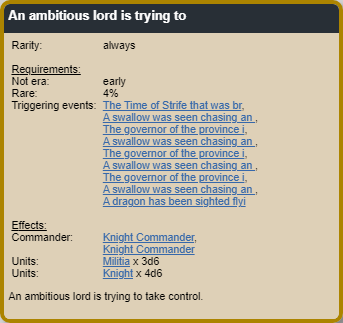 An ambitious lord is trying to
Rarity: always
Requirements:
Not era: early
Rare: 4%
Triggering events: The Time of Strife that was br,
A swallow was seen chasing an ,
The governor of the province i,
A swallow was seen chasing an ,
The governor of the province i,
A swallow was seen chasing an ,
The governor of the province i,
A swallow was seen chasing an ,
A dragon has been sighted flyi
Effects:
Commander: Knight Commander,
Knight Commander
Units: Militia x 3d6
Units: Knight x 4d6
An ambitious lord is trying to take control.